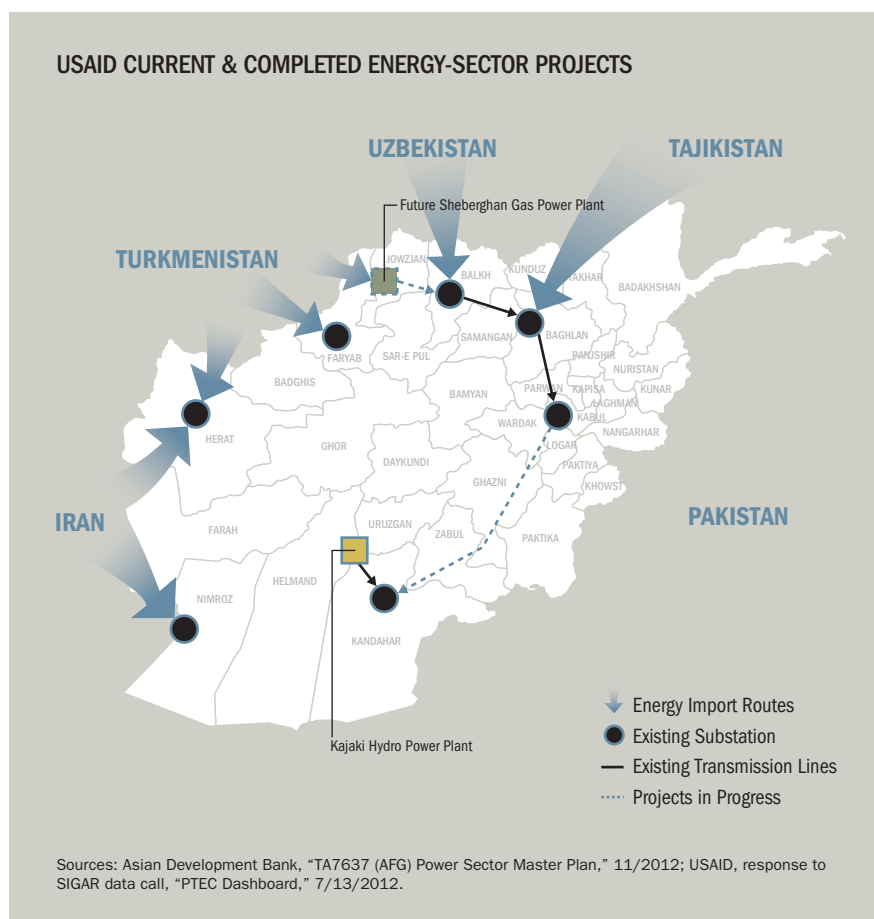 USAID CURRENT & COMPLETED ENERGY-SECTOR PROJECTS
UZBEKISTAN
TAJIKISTAN
Future Sheberghan Gas Power Plant
TURKMENISTAN
JOWZJAN
BALKH
KUNDUZ
BADAKHSHAN
SAMANGAN
BAGHLAN
FARYAB
SAR-E PUL
PANJSHIR
NURISTAN
BADGHIS
BAMYAN
PARWAN
KAPISA
KUNAR
LAGHMAN
HERAT
WARDAK
KABUL
NANGARHAR
GHOR
LOGAR
DAYKUNDI
PAKTIYA
GHAZNI
KHOWST
IRAN
PAKISTAN
FARAH
URUZGAN
ZABUL
PAKTIKA
HELMAND
NIMROZ
KANDAHAR
Kajaki Hydro Power Plant
Energy Import Routes
Existing Substation
Existing Transmission Lines
Projects in Progress
Sources: Asian Development Bank, “TA7637 (AFG) Power Sector Master Plan,” 11/2012; USAID, response to
SIGAR data call, “PTEC Dashboard,” 7/13/2012.